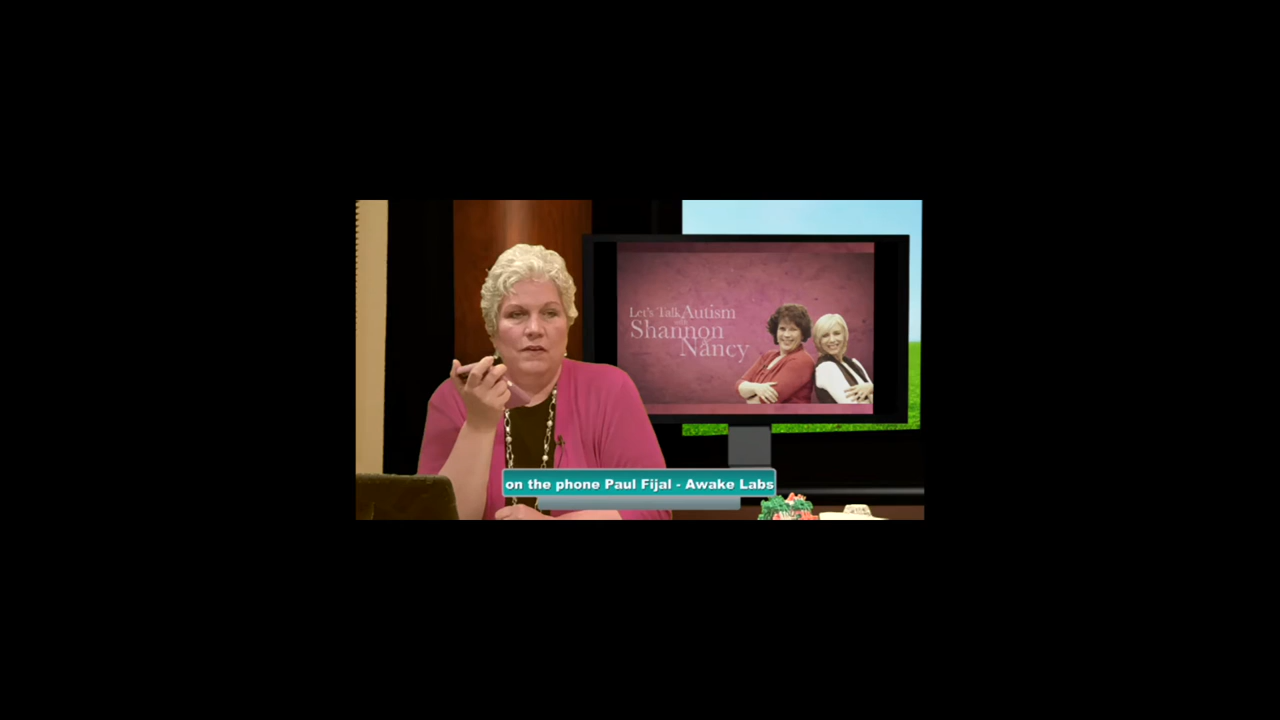 Let's Talk Autism
with
Shannon
Nancy
on the phone Paul Fijal - Awake Labs